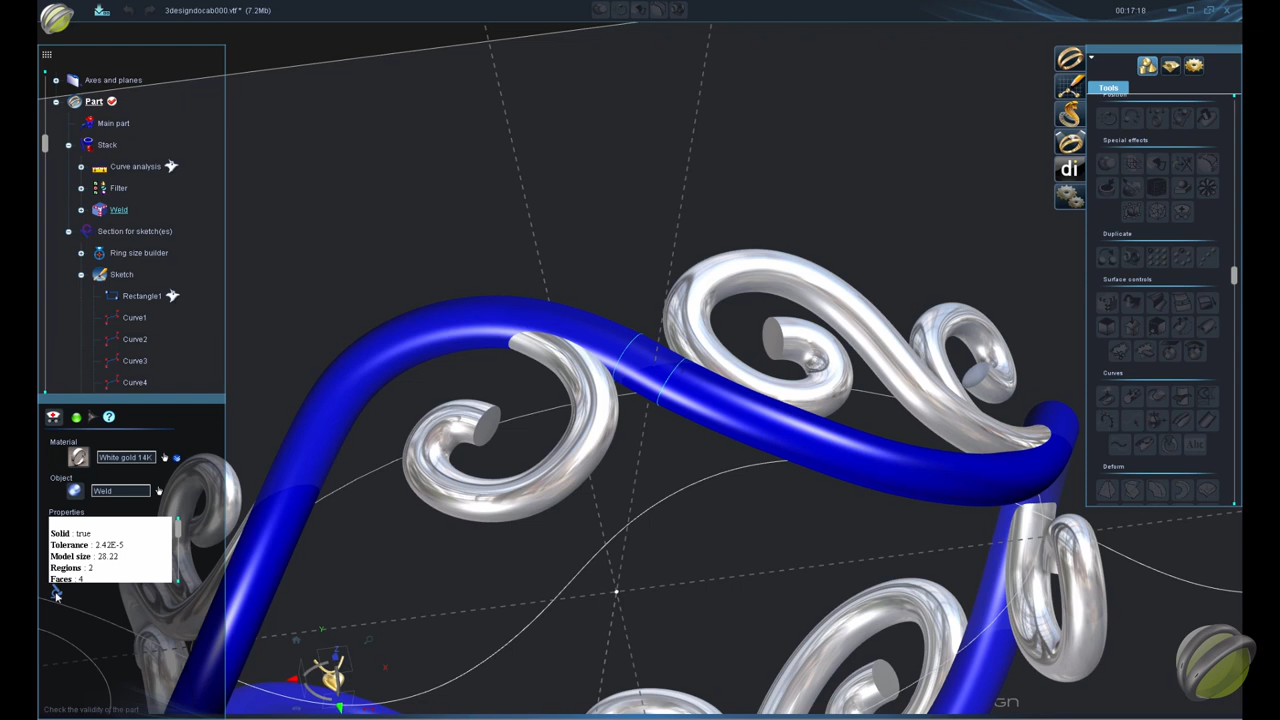 3designdocab000.vtf* (7.2Mb)
00:17:18
Axes and planes
Part
Main part
Stack
Curve analysis
Filter
Weld
Section for sketch(es)
Ring size builder
Sketch
Rectangle1
Curve1
Curve2
Curve3
Curve4
Material
White gold 14K
Object
Weld
Properties
Solid : true
Tolerance : 2.42E-5
Model size : 28.22
Regions : 2
Faces : 4
Check the validity of the part
Y
Z
X
di
Tools
Position
Special effects
Duplicate
Surface controls
Curves
Abc
Deform